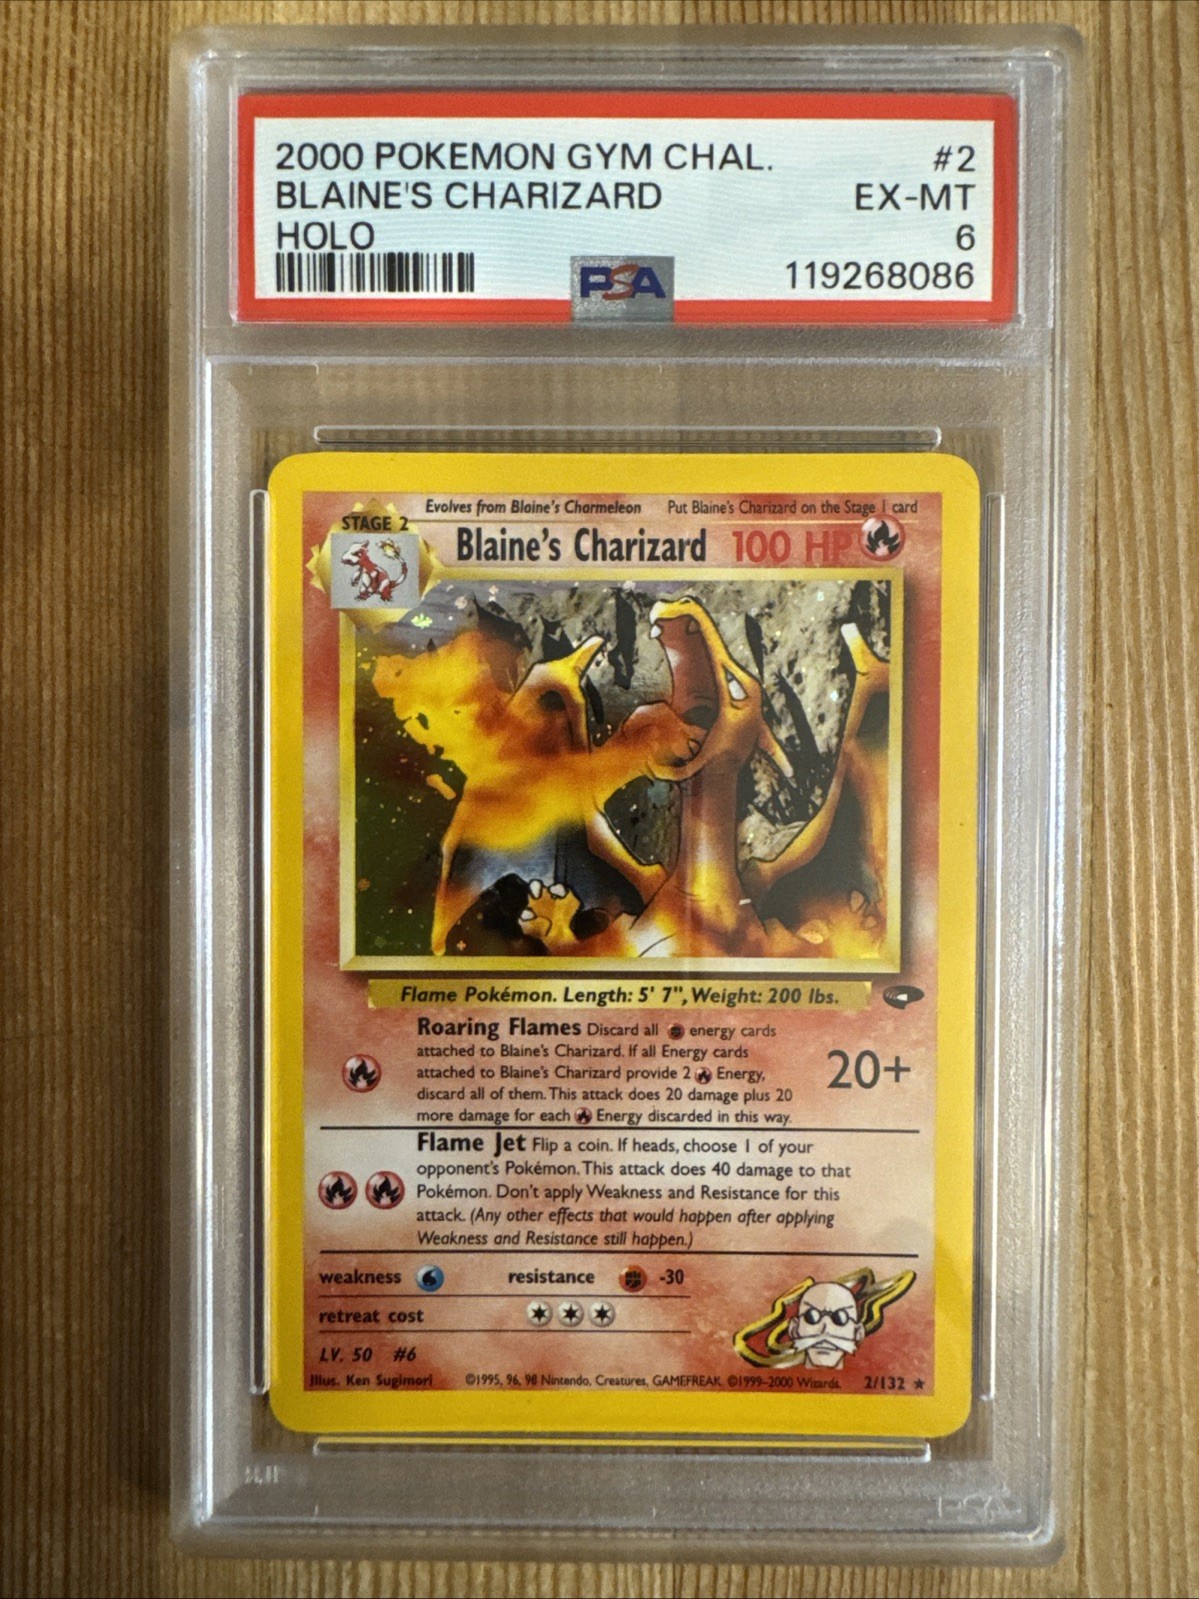 2000 POKEMON GYM CHAL. #2
BLAINE'S CHARIZARD EX-MT
HOLO 6
PSA 119268086
Evolves from Blaine's Charmeleon Put Blaine's Charizard on the Stage 1 card
STAGE 2
Blaine's Charizard 100 HP
Flame Pokémon. Length: 5' 7", Weight: 200 lbs.
Roaring Flames Discard all energy cards
attached to Blaine's Charizard. If all Energy cards
attached to Blaine's Charizard provide 2 Energy,
discard all of them. This attack does 20 damage plus 20
more damage for each Energy discarded in this way.
20+
Flame Jet Flip a coin. If heads, choose 1 of your
opponent's Pokémon. This attack does 40 damage to that
Pokémon. Don't apply Weakness and Resistance for this
attack. (Any other effects that would happen after applying
Weakness and Resistance still happen.)
weakness resistance -30
retreat cost
LV. 50 #6
Illus. Ken Sugimori ©1995, 96, 98 Nintendo, Creatures, GAMEFREAK. ©1999-2000 Wizards. 2/132 ★
PSA